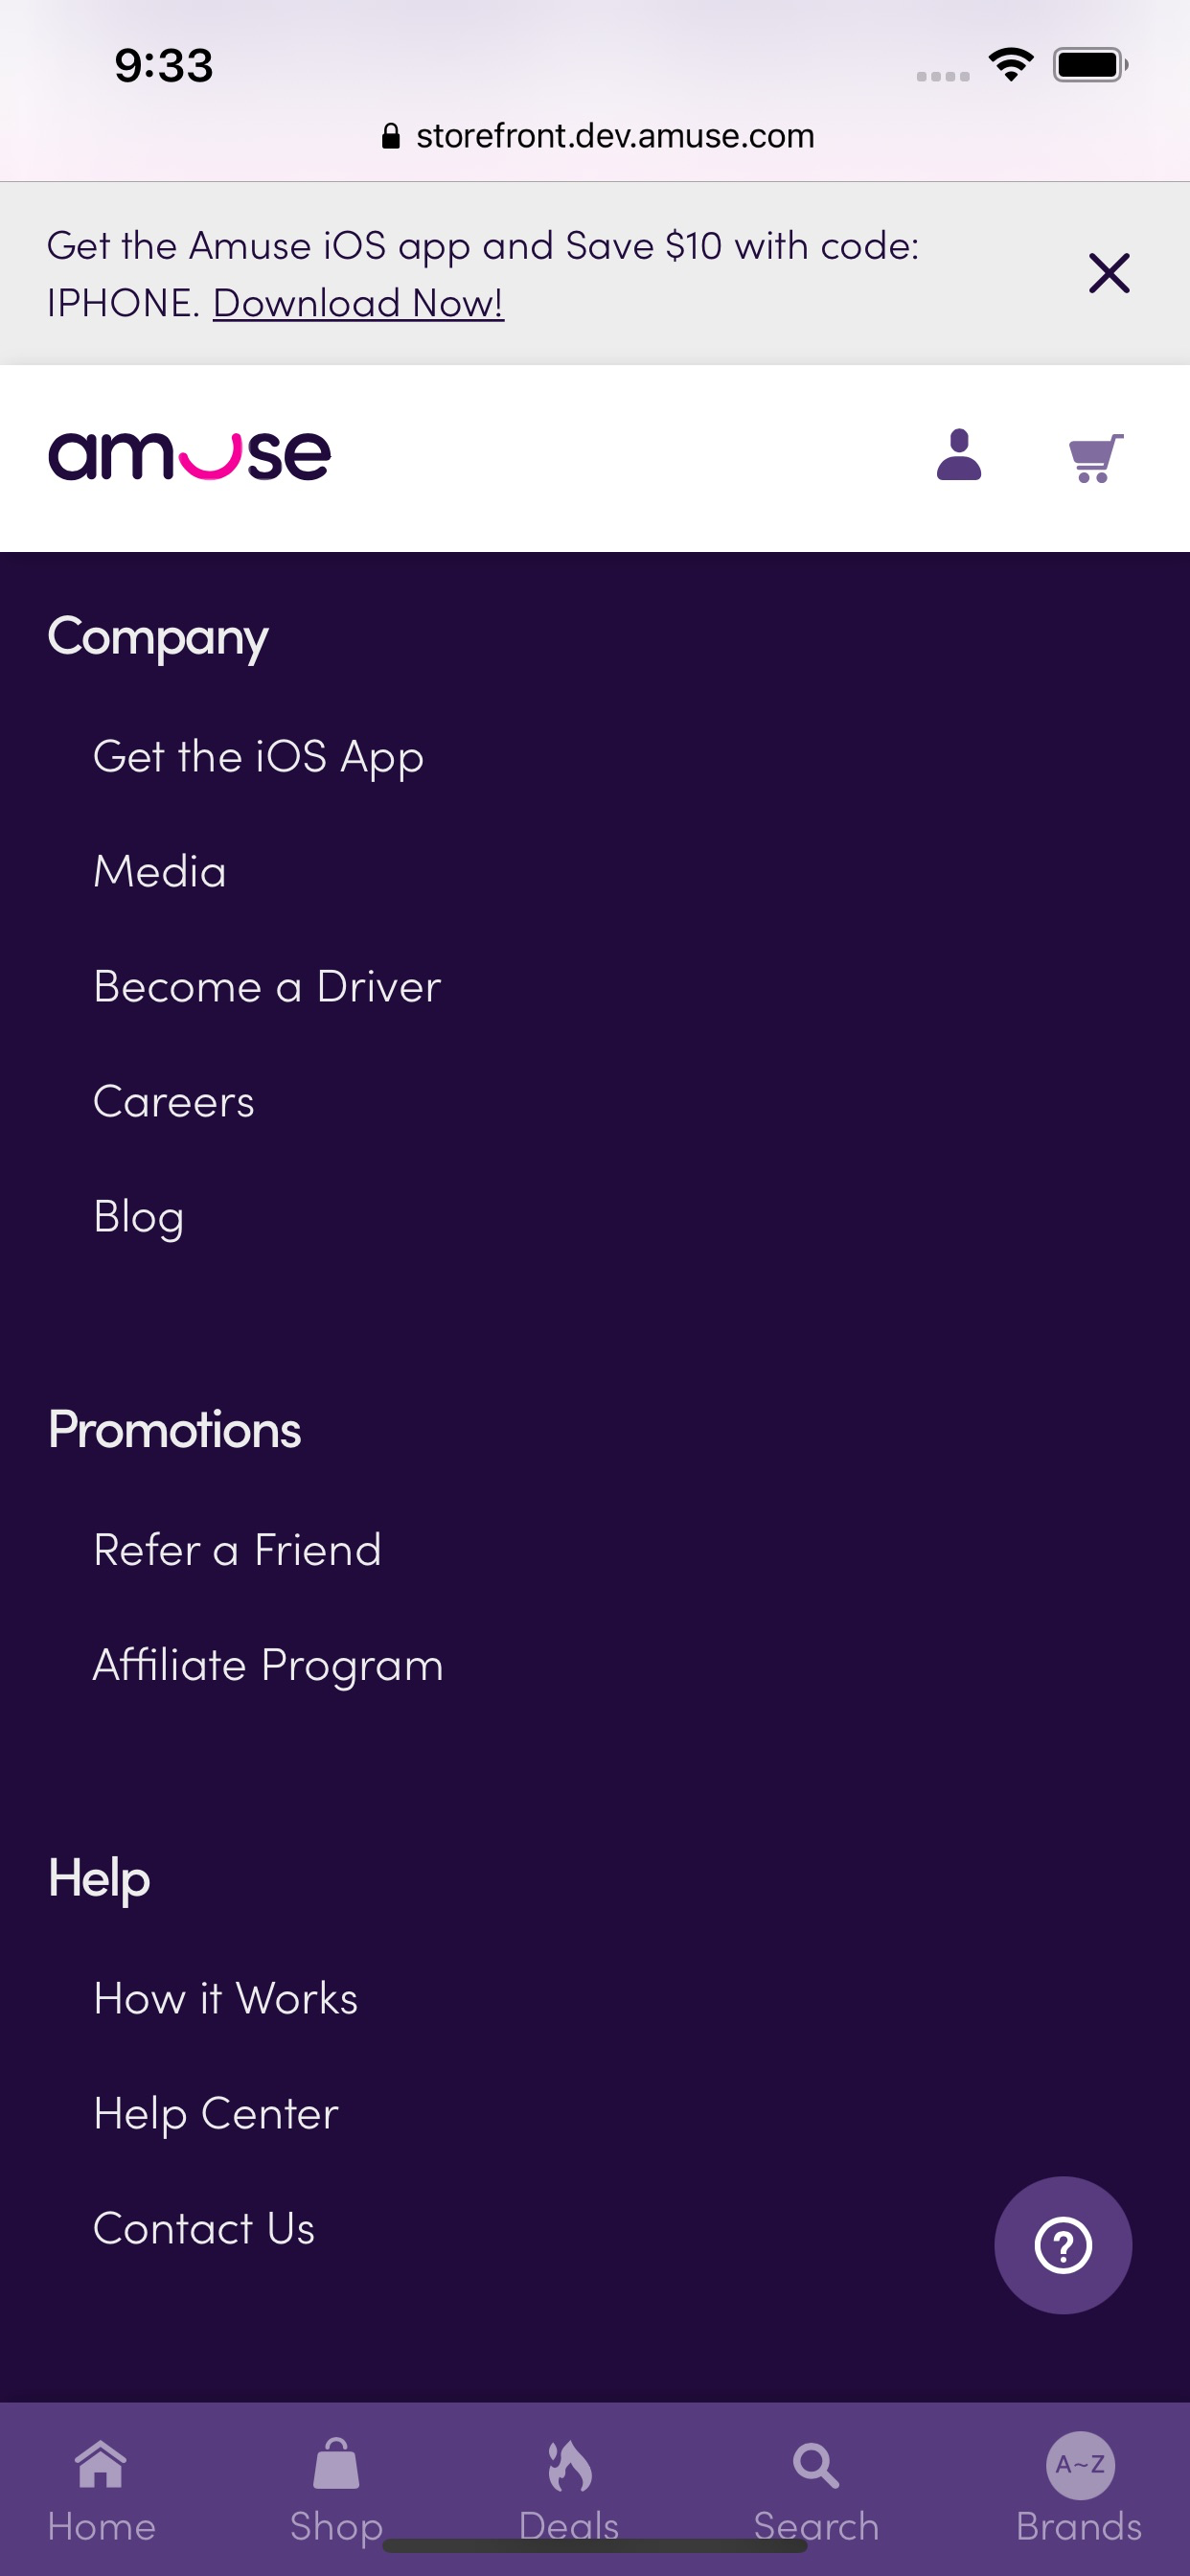 9:33
storefront.dev.amuse.com
Get the Amuse iOS app and Save $10 with code:
IPHONE. Download Now!
amuse
Company
Get the iOS App
Media
Become a Driver
Careers
Blog
Promotions
Refer a Friend
Affiliate Program
Help
How it Works
Help Center
Contact Us
?
A~Z
Home Shop Deals Search Brands